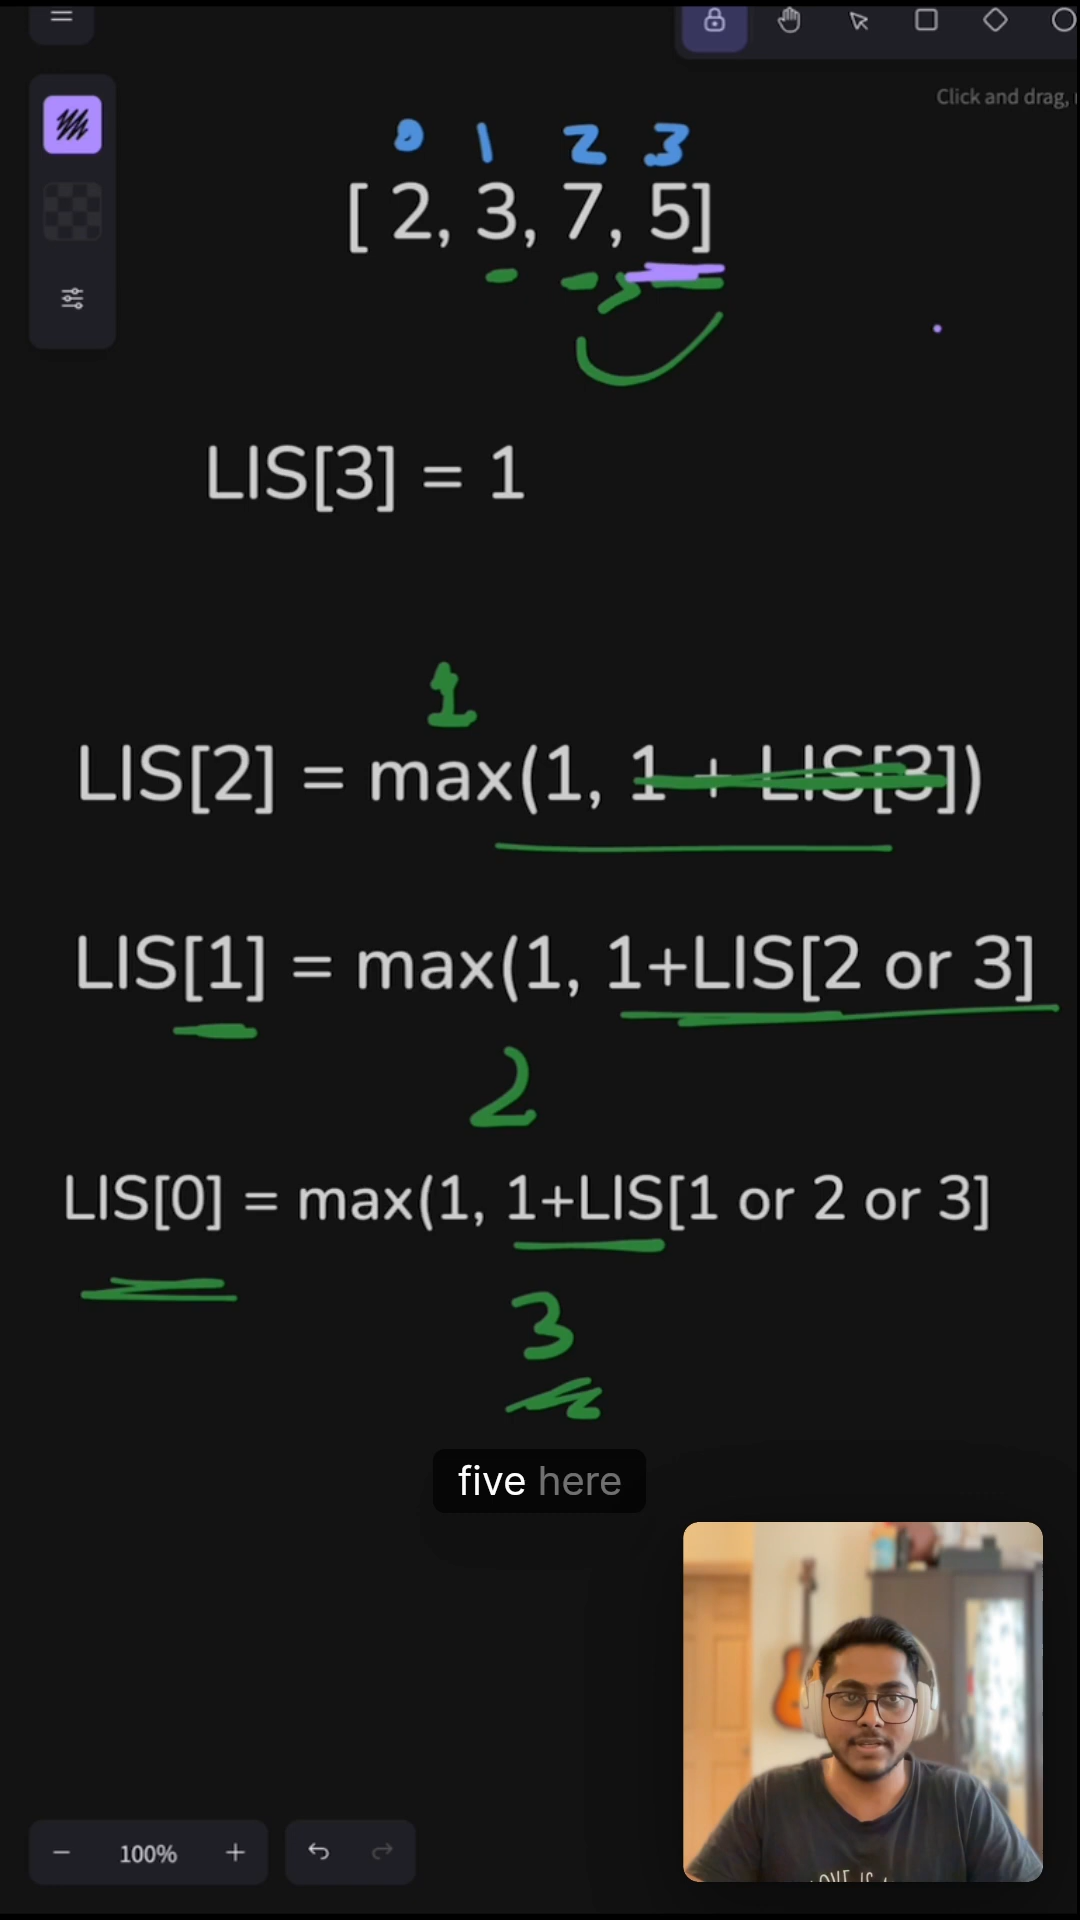 Click and drag,
0 1 2 3
[ 2, 3, 7, 5]
LIS[3] = 1
1
LIS[2] = max(1, 1 + LIS[3])
LIS[1] = max(1, 1+LIS[2 or 3]
2
LIS[0] = max(1, 1+LIS[1 or 2 or 3]
3
five here
100%